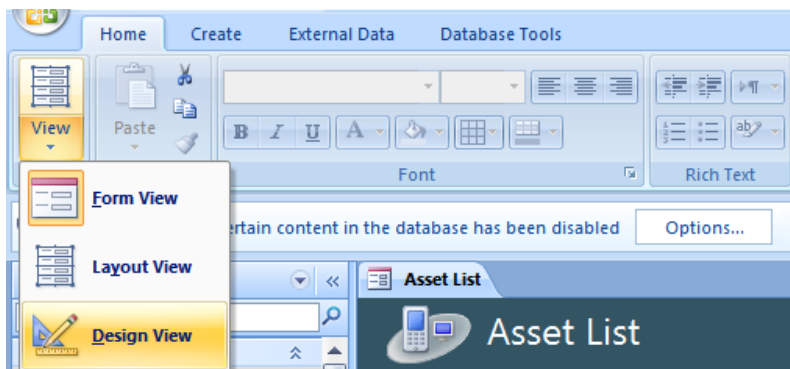 Home Create External Data Database Tools
View Paste
B I U A ab
Font Rich Text
Form View
ertain content in the database has been disabled Options...
Layout View
Asset List
Design View
Asset List